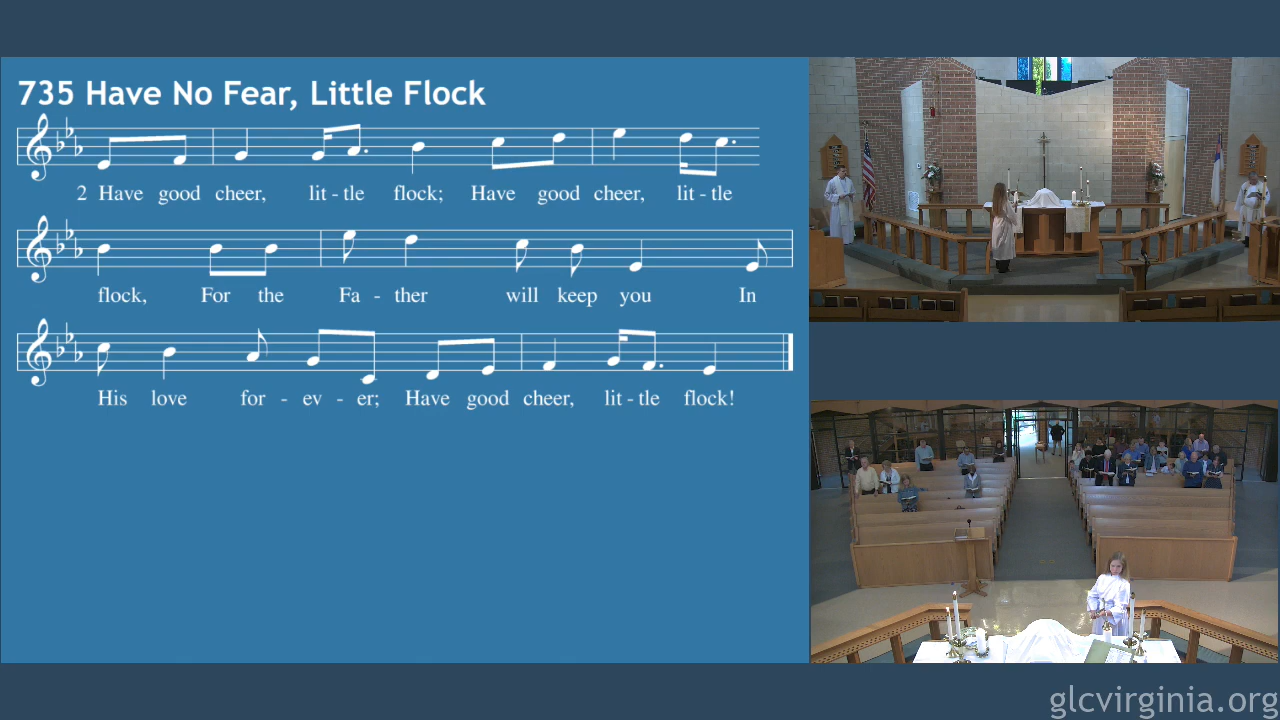 735 Have No Fear, Little Flock
2 Have good cheer, lit - tle flock; Have good cheer, lit - tle
flock, For the Fa - ther will keep you In
His love for - ev - er; Have good cheer, lit - tle flock!
glcvirginia.org